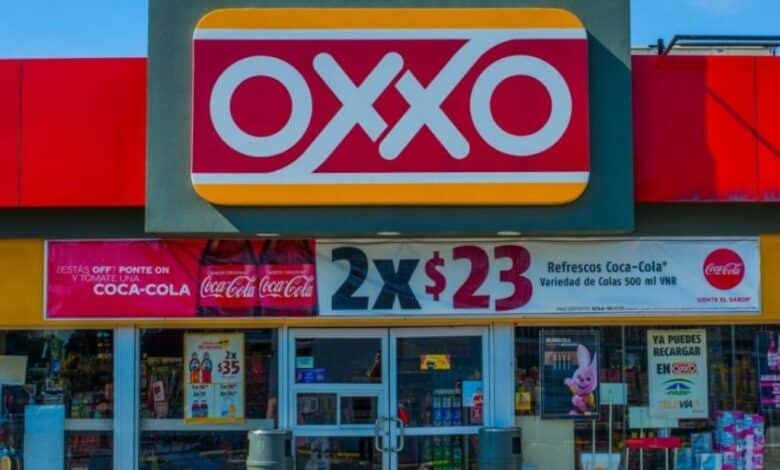 OXXO
¿ESTÁS OFF? PONTE ON
Y TÓMATE UNA
COCA-COLA
Coca-Cola
Coca-Cola
2x$23
Refrescos Coca-Cola*
Variedad de Colas 500 ml VNR
Coca-Cola
SIENTE EL SABOR
2x
$35
YA PUEDES
RECARGAR
EN OXXO
TELEVÍA